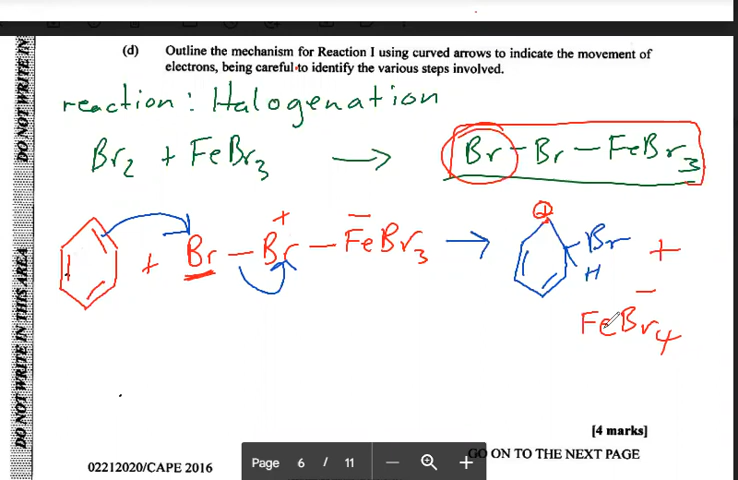 (d) Outline the mechanism for Reaction I using curved arrows to indicate the movement of
electrons, being careful to identify the various steps involved.
reaction: Halogenation
Br2 + FeBr3 → Br-Br-FeBr3
+ Br-Br⁺-FeBr3⁻ → ⊕ Br H +
FeBr4⁻
[4 marks]
GO ON TO THE NEXT PAGE
02212020/CAPE 2016
Page 6 / 11 − +
DO NOT WRITE IN
DO NOT WRITE IN THIS AREA